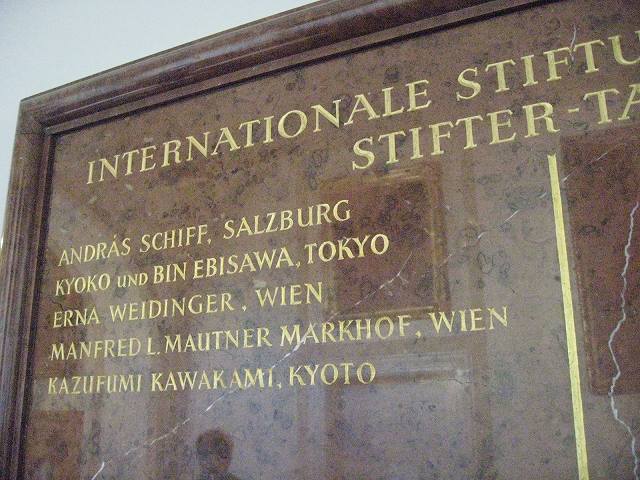 INTERNATIONALE STIFTU
STIFTER-TA
ANDRÁS SCHIFF, SALZBURG
KYOKO UND BIN EBISAWA, TOKYO
ERNA WEIDINGER, WIEN
MANFRED L. MAUTNER MARKHOF, WIEN
KAZUFUMI KAWAKAMI, KYOTO